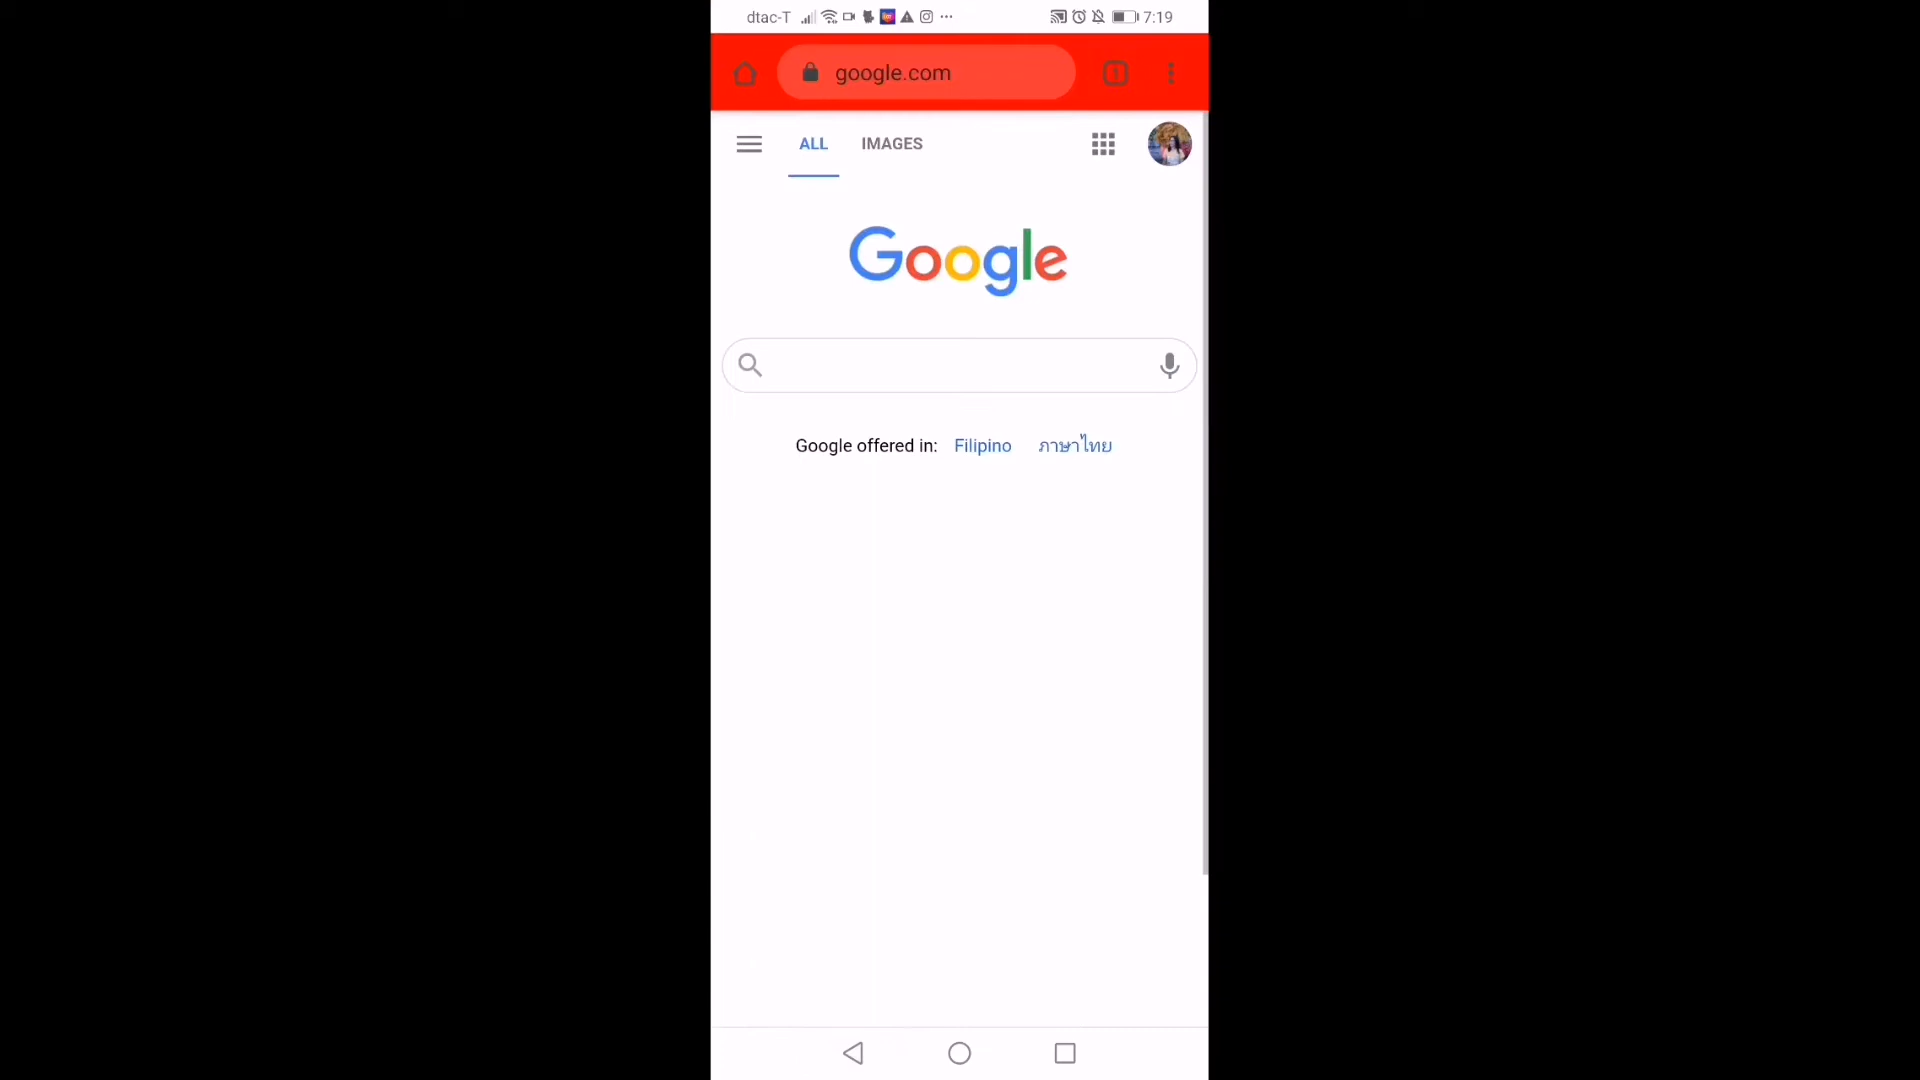 dtac-T 7:19
google.com 1
ALL IMAGES
Google
Google offered in: Filipino ภาษาไทย